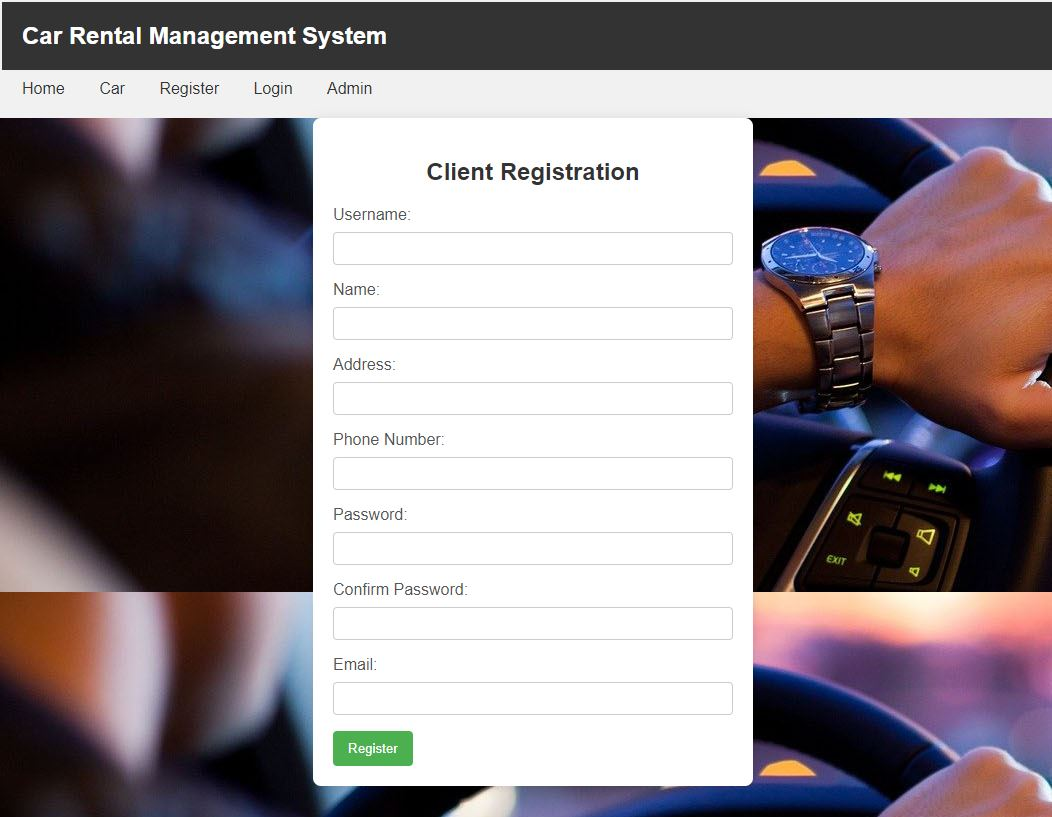 Car Rental Management System
Home Car Register Login Admin
Client Registration
Username:
Name:
Address:
Phone Number:
Password:
Confirm Password:
Email:
Register
EXIT